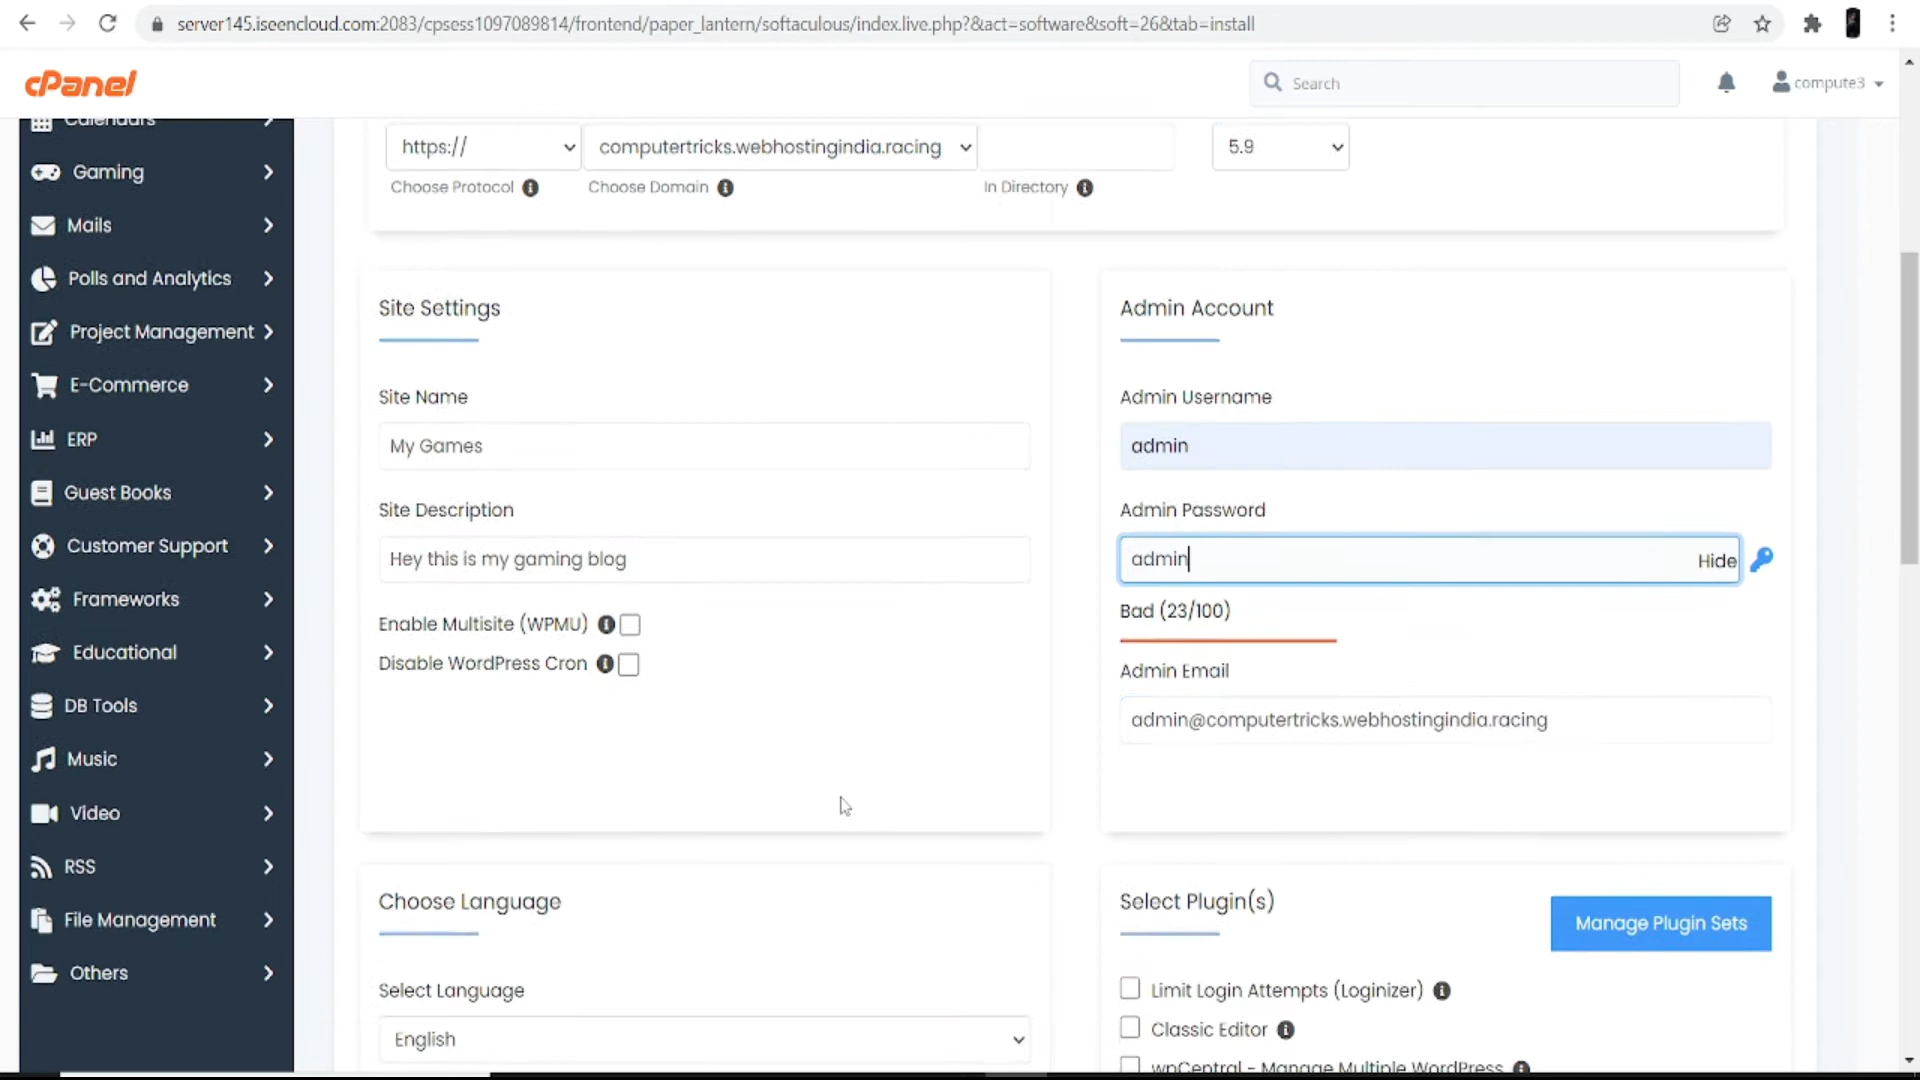 server145.iseencloud.com:2083/cpsess1097089814/frontend/paper_lantern/softaculous/index.live.php?&act=software&soft=26&tab=install
cPanel
Search
compute3
Calendars
Gaming
Mails
Polls and Analytics
Project Management
E-Commerce
ERP
Guest Books
Customer Support
Frameworks
Educational
DB Tools
Music
Video
RSS
File Management
Others
https://
computertricks.webhostingindia.racing
5.9
Choose Protocol
Choose Domain
In Directory
Site Settings
Site Name
My Games
Site Description
Hey this is my gaming blog
Enable Multisite (WPMU)
Disable WordPress Cron
Admin Account
Admin Username
admin
Admin Password
admin
Hide
Bad (23/100)
Admin Email
admin@computertricks.webhostingindia.racing
Choose Language
Select Language
English
Select Plugin(s)
Manage Plugin Sets
Limit Login Attempts (Loginizer)
Classic Editor
wpCentral - Manage Multiple WordPress